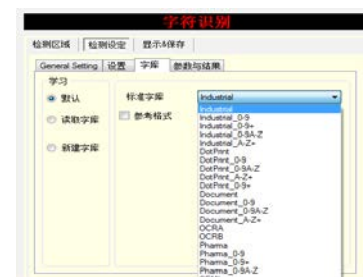 字符识别
检测区域 检测设定 显示&保存
General Setting 设置 字库 参数与结果
学习
默认 标准字库 Industrial
读取字库 参考格式
新建字库
Industrial
Industrial_0-9
Industrial_0-9+
Industrial_0-9A-Z
Industrial_A-Z+
DotPrint
DotPrint_0-9
DotPrint_0-9A-Z
DotPrint_A-Z+
DotPrint_0-9+
Document
Document_0-9
Document_0-9A-Z
Document_A-Z+
OCRA
OCRB
Pharma
Pharma_0-9
Pharma_0-9+
Pharma_0-9A-Z